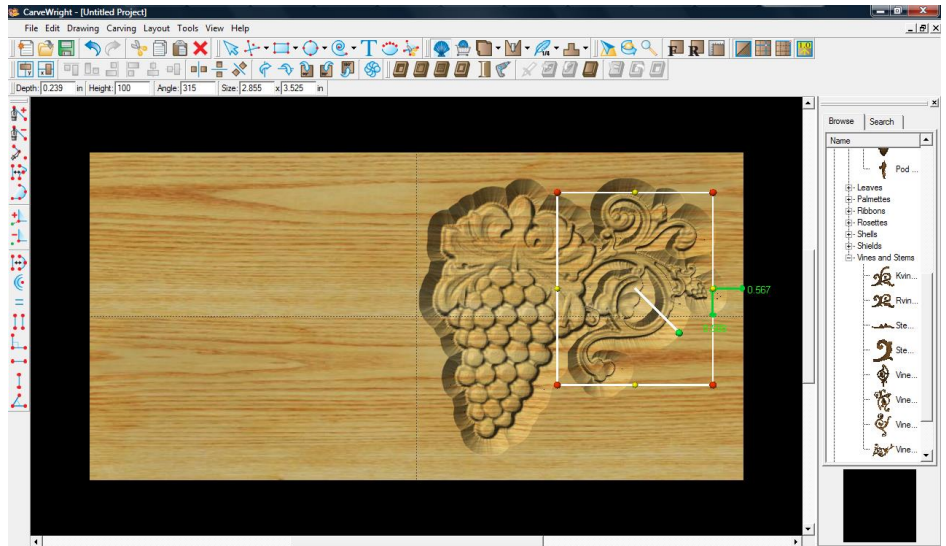 CarveWright - [Untitled Project]
File Edit Drawing Carving Layout Tools View Help
Depth: 0.239 in Height: 100 Angle: 315 Size: 2.855 x 3.525 in
Browse Search
Name
Pod ...
Leaves
Palmettes
Ribbons
Rosettes
Shells
Shields
Vines and Stems
Kvin...
Rvin...
Ste...
Ste...
Vine...
Vine...
Vine...
Vine...
0.567